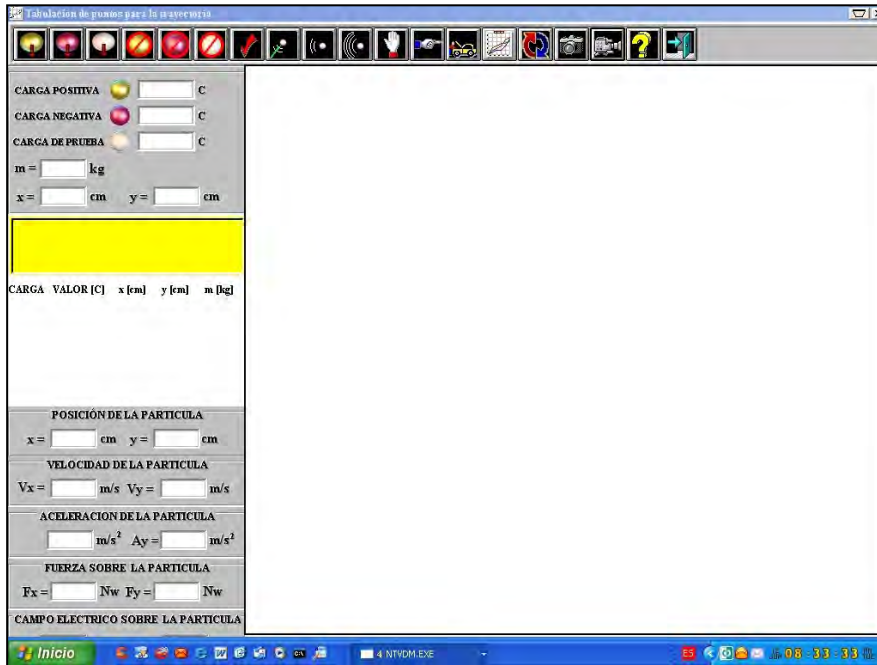 Tabulación de puntos para la trayectoria
CARGA POSITIVA C
CARGA NEGATIVA C
CARGA DE PRUEBA C
m = kg
x = cm y = cm
CARGA VALOR [C] x [cm] y [cm] m [kg]
POSICIÓN DE LA PARTICULA
x = cm y = cm
VELOCIDAD DE LA PARTICULA
Vx = m/s Vy = m/s
ACELERACION DE LA PARTICULA
m/s² Ay = m/s²
FUERZA SOBRE LA PARTICULA
Fx = Nw Fy = Nw
CAMPO ELECTRICO SOBRE LA PARTICULA
Inicio 4 NTVDM.EXE ES 08-33-33